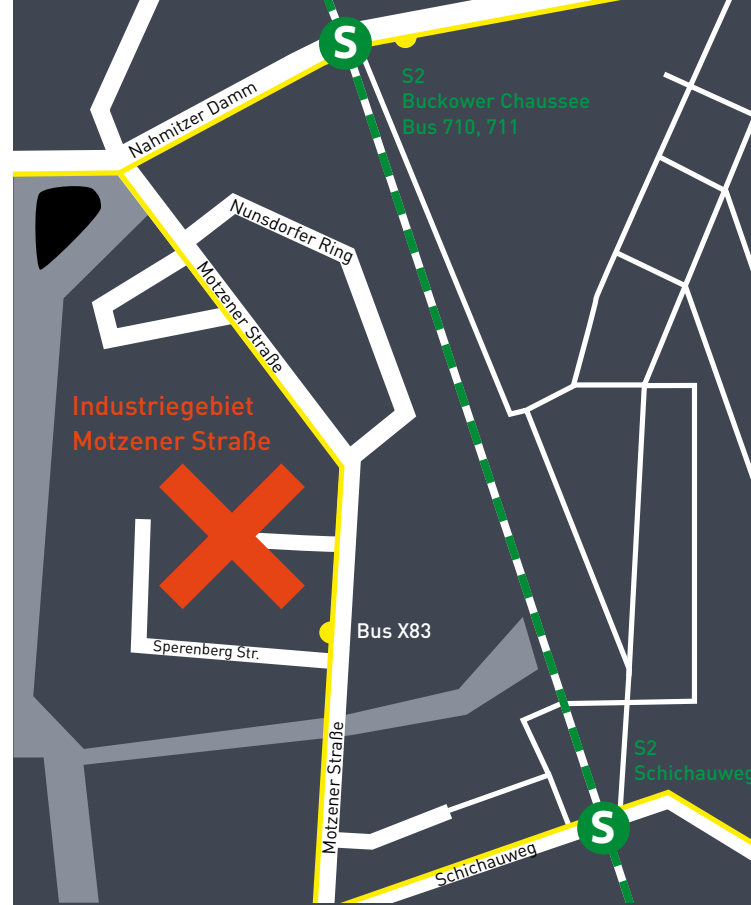 S
S2
Buckower Chaussee
Bus 710, 711
Nahmitzer Damm
Nunsdorfer Ring
Motzener Straße
Industriegebiet
Motzener Straße
Bus X83
Sperenberg Str.
Motzener Straße
S2
Schichauweg
S
Schichauweg